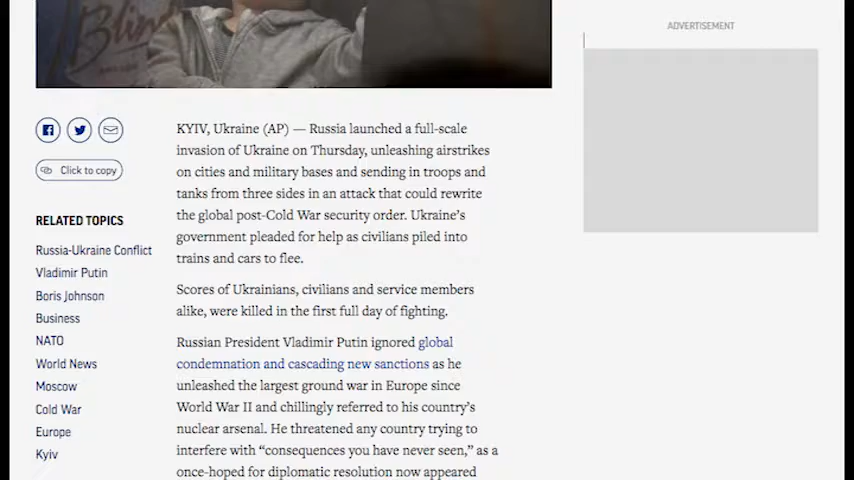 Blind
ADVERTISEMENT
KYIV, Ukraine (AP) — Russia launched a full-scale
invasion of Ukraine on Thursday, unleashing airstrikes
on cities and military bases and sending in troops and
tanks from three sides in an attack that could rewrite
the global post-Cold War security order. Ukraine’s
government pleaded for help as civilians piled into
trains and cars to flee.
Scores of Ukrainians, civilians and service members
alike, were killed in the first full day of fighting.
Russian President Vladimir Putin ignored global
condemnation and cascading new sanctions as he
unleashed the largest ground war in Europe since
World War II and chillingly referred to his country’s
nuclear arsenal. He threatened any country trying to
interfere with “consequences you have never seen,” as a
once-hoped for diplomatic resolution now appeared
Click to copy
RELATED TOPICS
Russia-Ukraine Conflict
Vladimir Putin
Boris Johnson
Business
NATO
World News
Moscow
Cold War
Europe
Kyiv